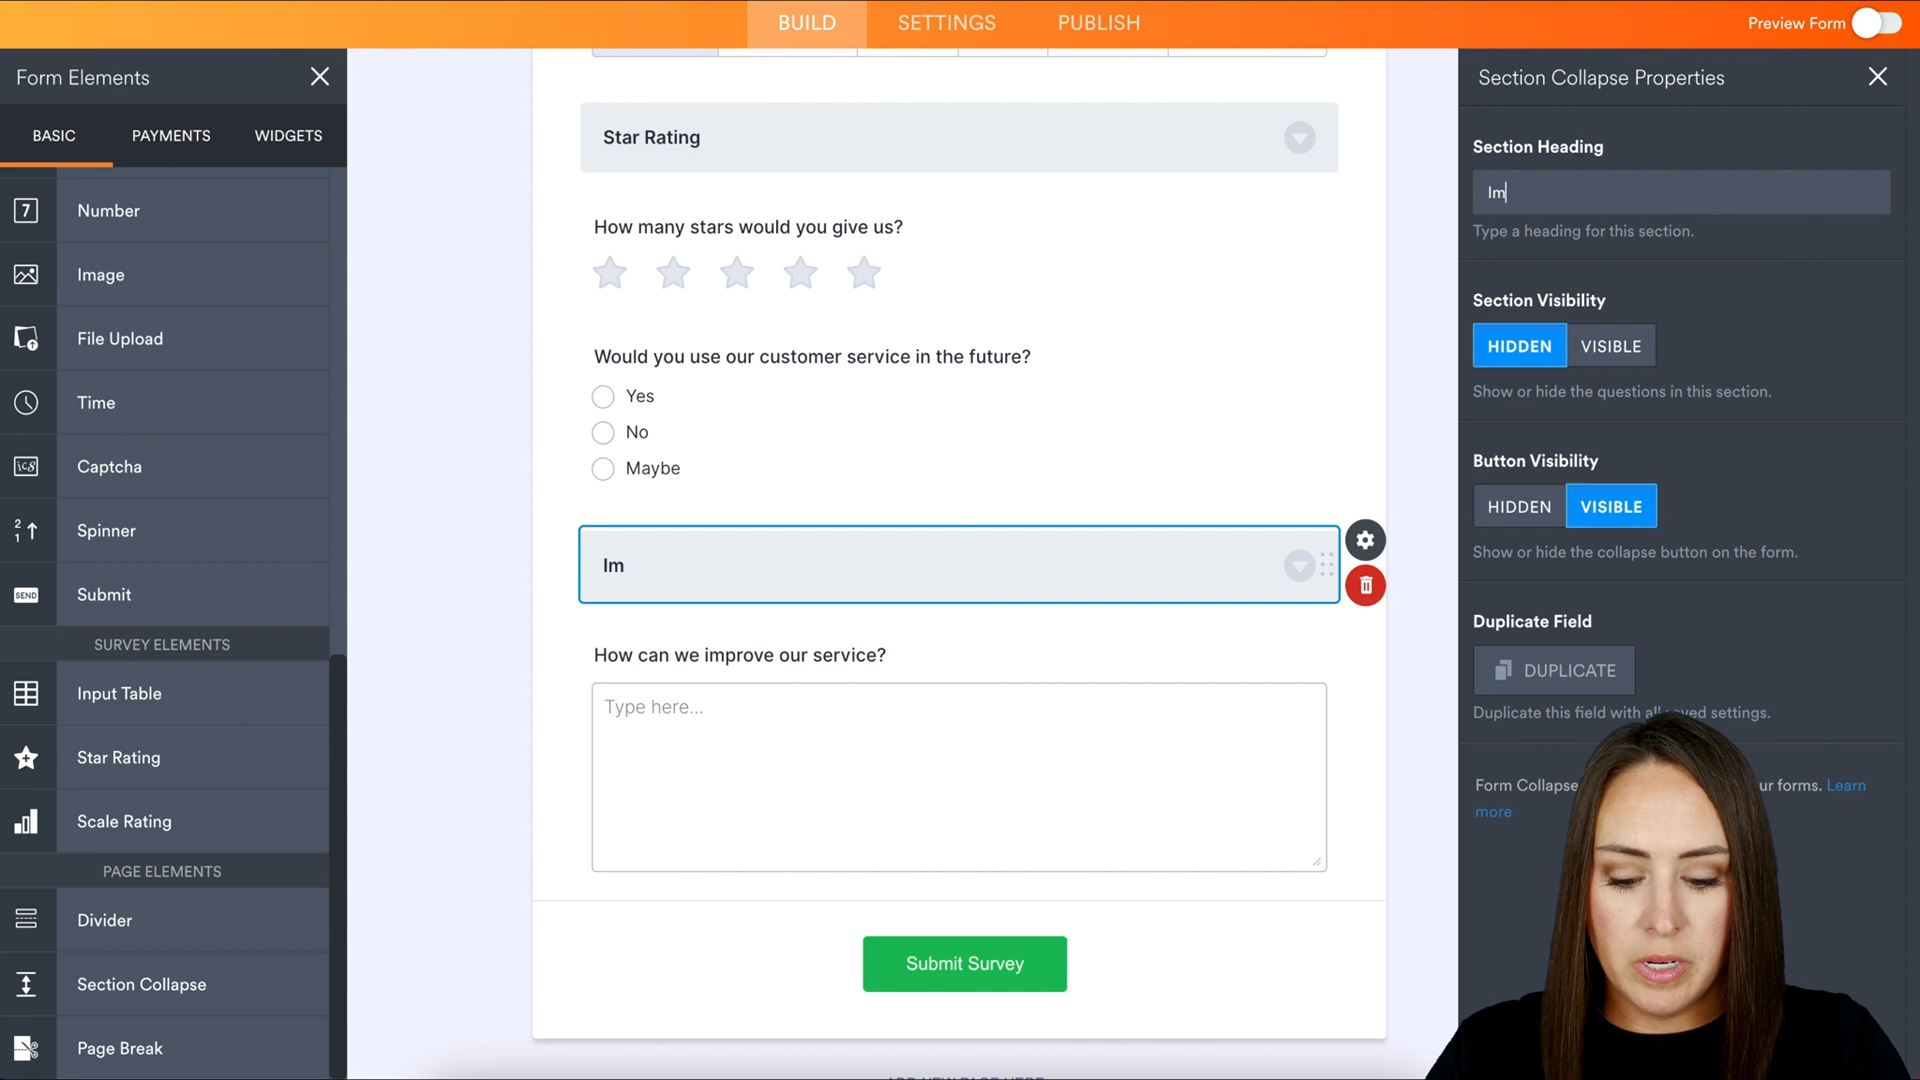 BUILD
SETTINGS
PUBLISH
Preview Form
Form Elements
BASIC
PAYMENTS
WIDGETS
7
Number
Image
File Upload
Time
Captcha
2
1
Spinner
SEND
Submit
SURVEY ELEMENTS
Input Table
Star Rating
Scale Rating
PAGE ELEMENTS
Divider
Section Collapse
Page Break
Star Rating
How many stars would you give us?
Would you use our customer service in the future?
Yes
No
Maybe
Im
How can we improve our service?
Type here...
Submit Survey
Section Collapse Properties
Section Heading
Im
Type a heading for this section.
Section Visibility
HIDDEN
VISIBLE
Show or hide the questions in this section.
Button Visibility
HIDDEN
VISIBLE
Show or hide the collapse button on the form.
Duplicate Field
DUPLICATE
Duplicate this field with all saved settings.
Form Collapse
ur forms. Learn
more